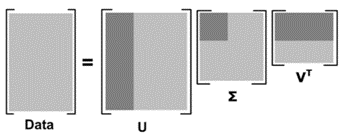 =
Data
U
Σ
Vᵀ